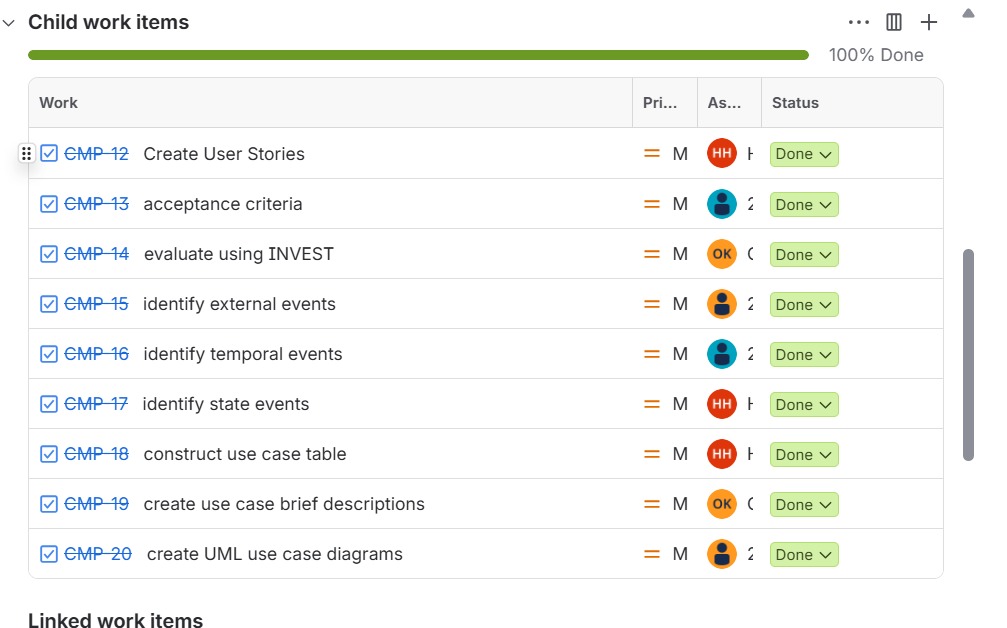 Child work items
100% Done
Work Pri... As... Status
CMP-12 Create User Stories M HH Done
CMP-13 acceptance criteria M Done
CMP-14 evaluate using INVEST M OK Done
CMP-15 identify external events M Done
CMP-16 identify temporal events M Done
CMP-17 identify state events M HH Done
CMP-18 construct use case table M HH Done
CMP-19 create use case brief descriptions M OK Done
CMP-20 create UML use case diagrams M Done
Linked work items